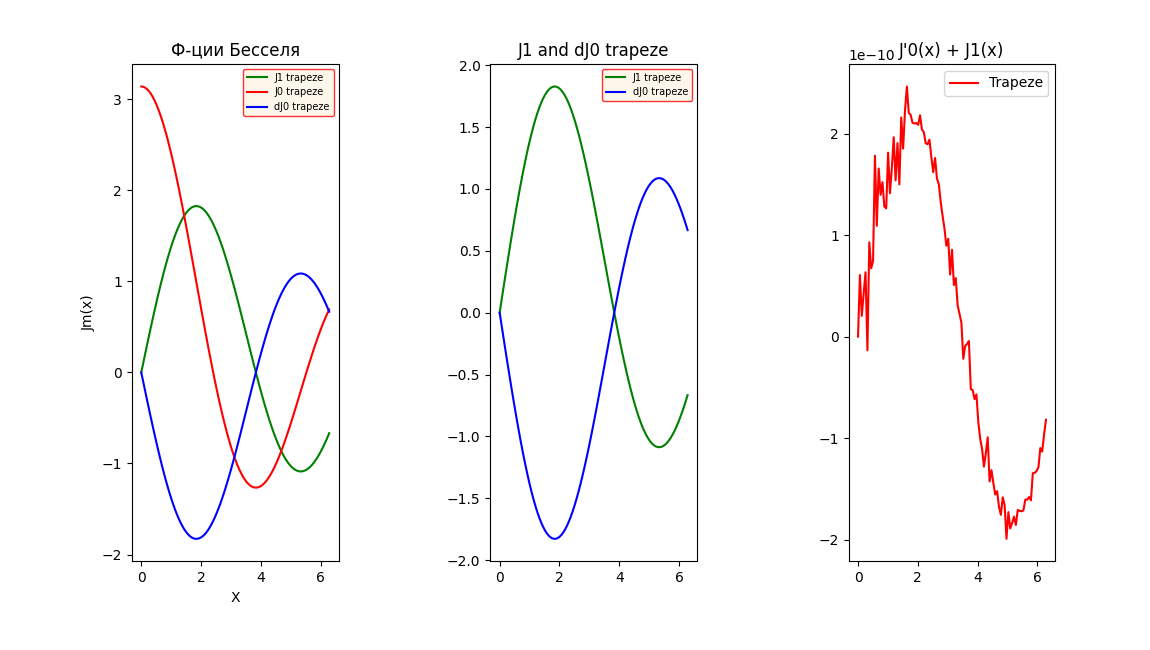 Ф-ции Бесселя
J1 trapeze
J0 trapeze
dJ0 trapeze
Jm(x)
3
2
1
0
−1
−2
0
2
4
6
X
J1 and dJ0 trapeze
J1 trapeze
dJ0 trapeze
2.0
1.5
1.0
0.5
0.0
−0.5
−1.0
−1.5
−2.0
0
2
4
6
J'0(x) + J1(x)
1e−10
Trapeze
2
1
0
−1
−2
0
2
4
6